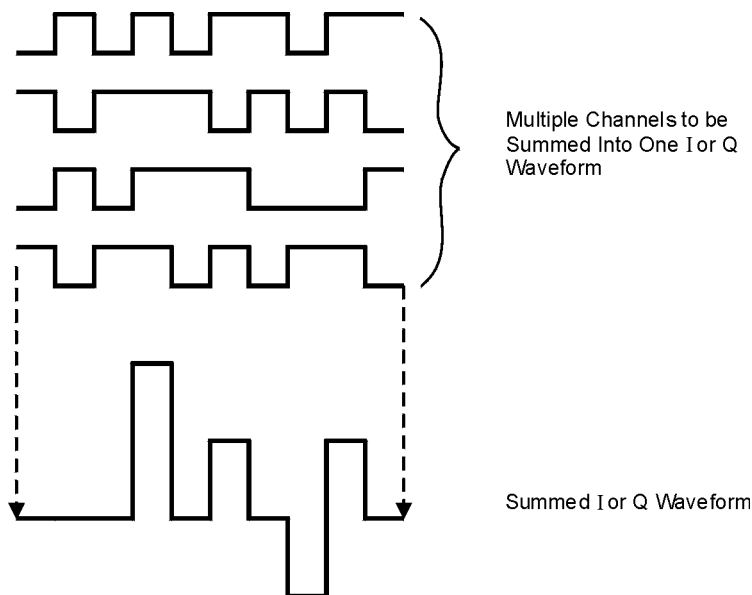 Multiple Channels to be
Summed Into One I or Q
Waveform
Summed I or Q Waveform